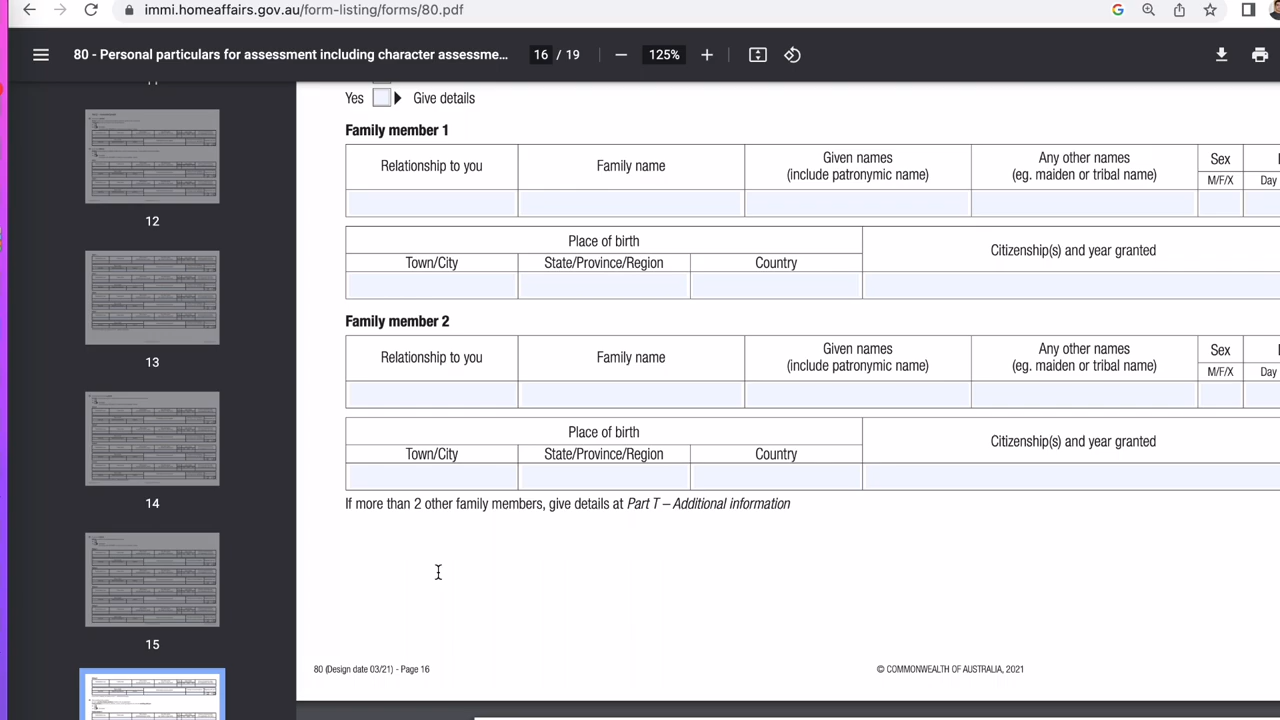 immi.homeaffairs.gov.au/form-listing/forms/80.pdf
80 - Personal particulars for assessment including character assessme...
16 / 19
125%
Yes Give details
Family member 1
Relationship to you
Family name
Given names
(include patronymic name)
Any other names
(eg. maiden or tribal name)
Sex
M/F/X
Day
Place of birth
Town/City
State/Province/Region
Country
Citizenship(s) and year granted
Family member 2
Relationship to you
Family name
Given names
(include patronymic name)
Any other names
(eg. maiden or tribal name)
Sex
M/F/X
Day
Place of birth
Town/City
State/Province/Region
Country
Citizenship(s) and year granted
If more than 2 other family members, give details at Part T – Additional information
80 (Design date 03/21) - Page 16
© COMMONWEALTH OF AUSTRALIA, 2021
12
13
14
15